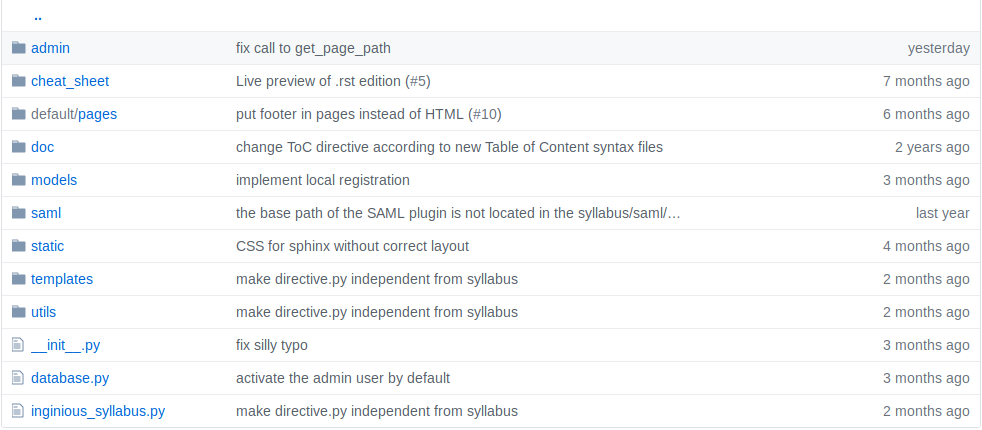 ..
admin fix call to get_page_path yesterday
cheat_sheet Live preview of .rst edition (#5) 7 months ago
default/pages put footer in pages instead of HTML (#10) 6 months ago
doc change ToC directive according to new Table of Content syntax files 2 years ago
models implement local registration 3 months ago
saml the base path of the SAML plugin is not located in the syllabus/saml/… last year
static CSS for sphinx without correct layout 4 months ago
templates make directive.py independent from syllabus 2 months ago
utils make directive.py independent from syllabus 2 months ago
__init__.py fix silly typo 3 months ago
database.py activate the admin user by default 3 months ago
inginious_syllabus.py make directive.py independent from syllabus 2 months ago